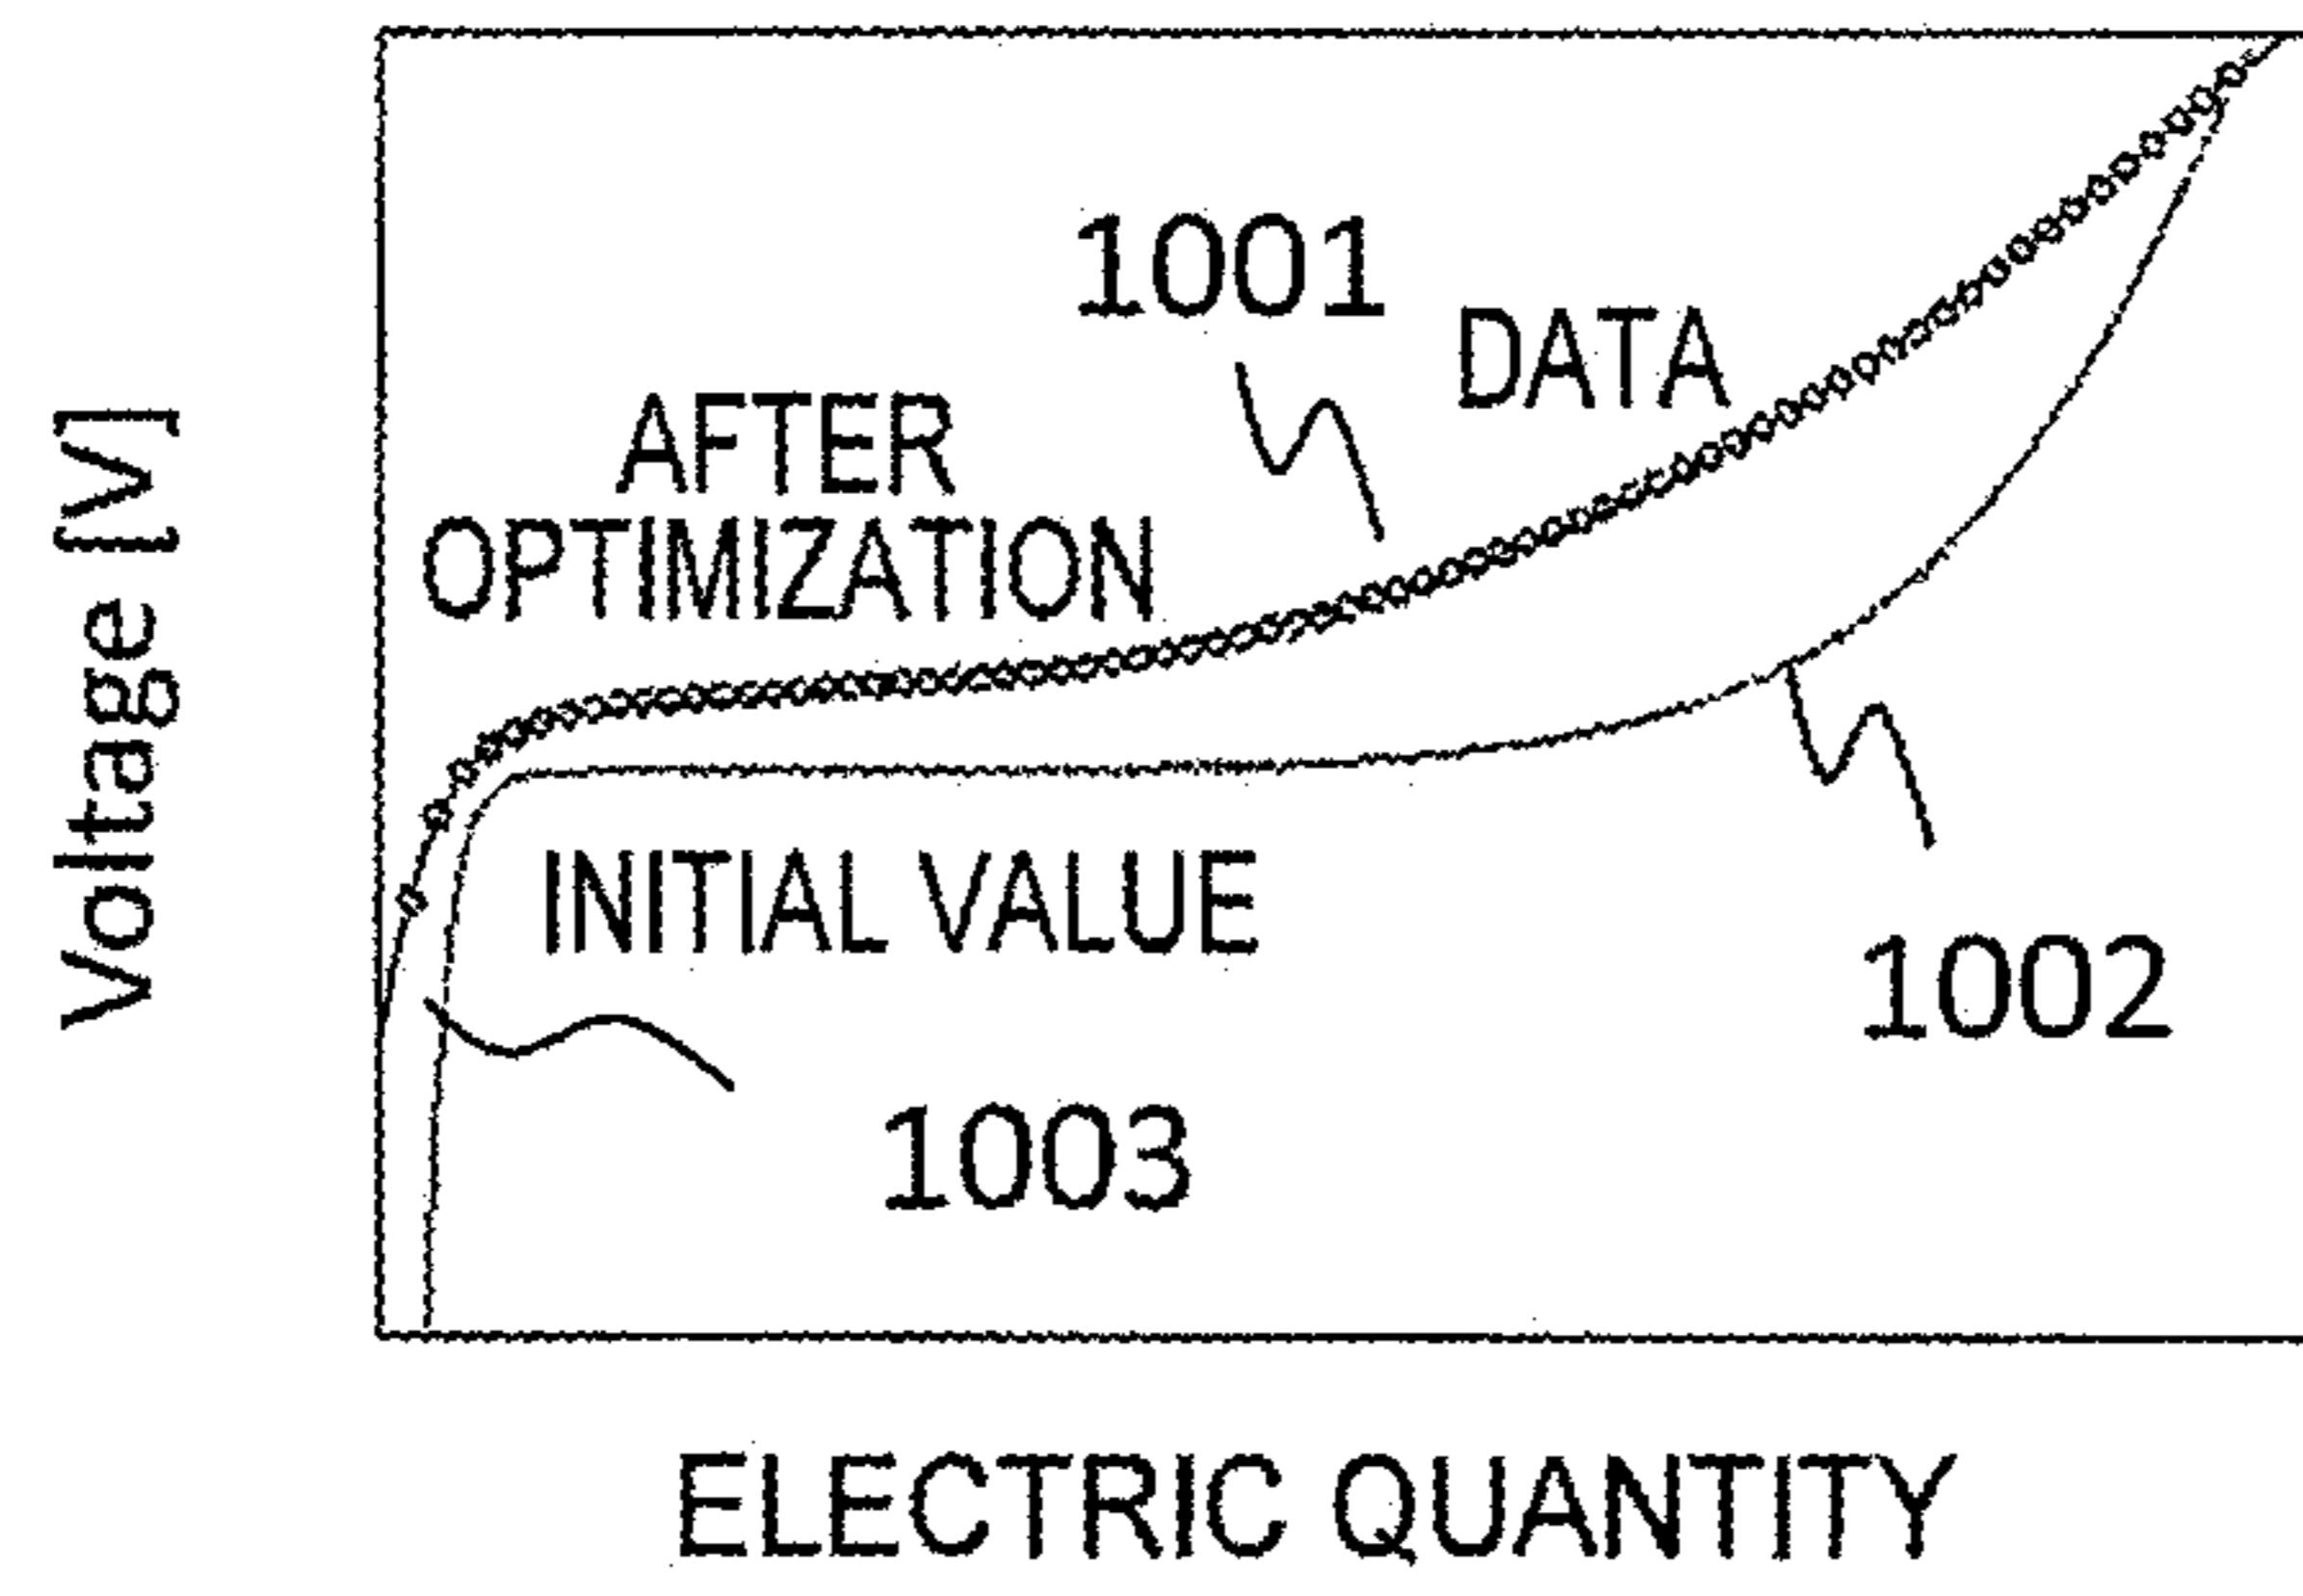 1001
DATA
AFTER
OPTIMIZATION
Voltage [V]
INITIAL VALUE
1002
1003
ELECTRIC QUANTITY